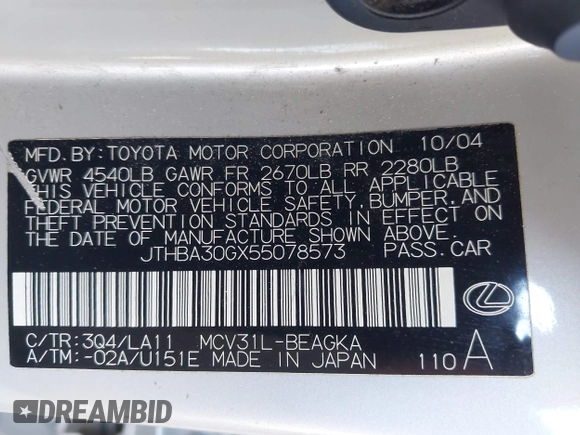 MFD. BY: TOYOTA MOTOR CORPORATION 10/04
GVWR 4540LB GAWR FR 2670LB RR 2280LB
THIS VEHICLE CONFORMS TO ALL APPLICABLE
FEDERAL MOTOR VEHICLE SAFETY, BUMPER, AND
THEFT PREVENTION STANDARDS IN EFFECT ON
THE DATE OF MANUFACTURE SHOWN ABOVE.
JTHBA30GX55078573 PASS. CAR
C/TR: 3Q4/LA11 MCV31L-BEAGKA
A/TM: -02A/U151E MADE IN JAPAN 110 A
DREAMBID